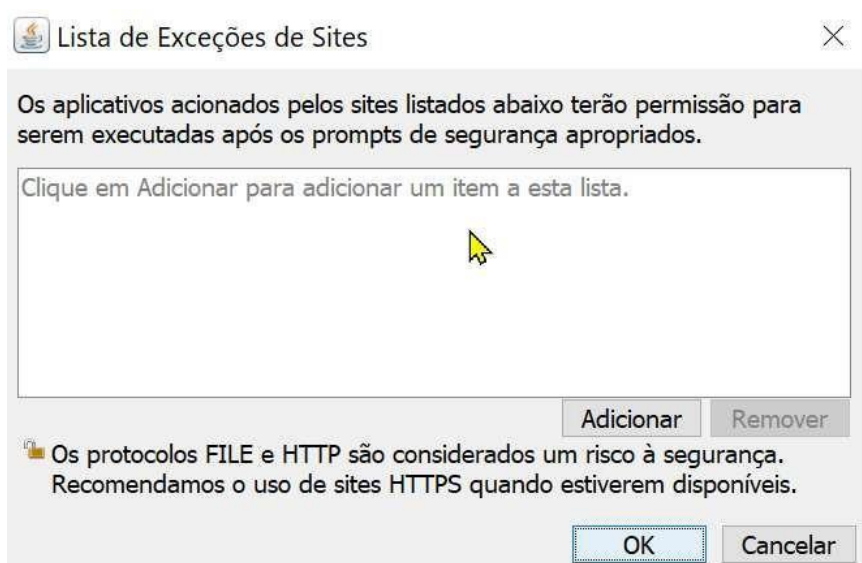 Lista de Exceções de Sites
Os aplicativos acionados pelos sites listados abaixo terão permissão para
serem executadas após os prompts de segurança apropriados.
Clique em Adicionar para adicionar um item a esta lista.
Adicionar
Remover
Os protocolos FILE e HTTP são considerados um risco à segurança.
Recomendamos o uso de sites HTTPS quando estiverem disponíveis.
OK
Cancelar